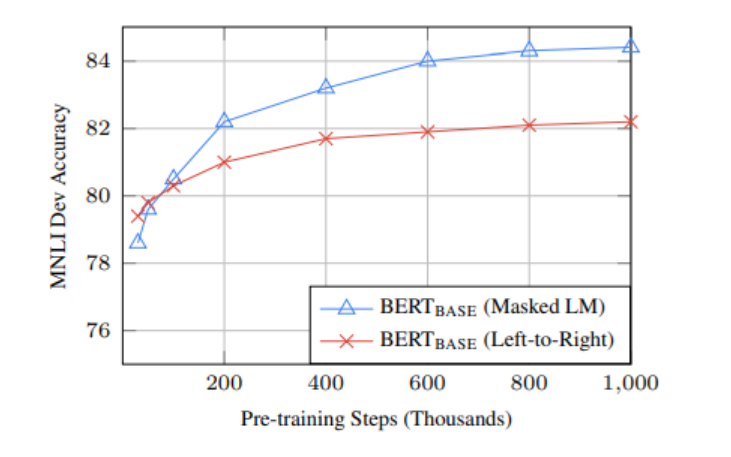 84
82
80
78
76
MNLI Dev Accuracy
BERTBASE (Masked LM)
BERTBASE (Left-to-Right)
200 400 600 800 1,000
Pre-training Steps (Thousands)